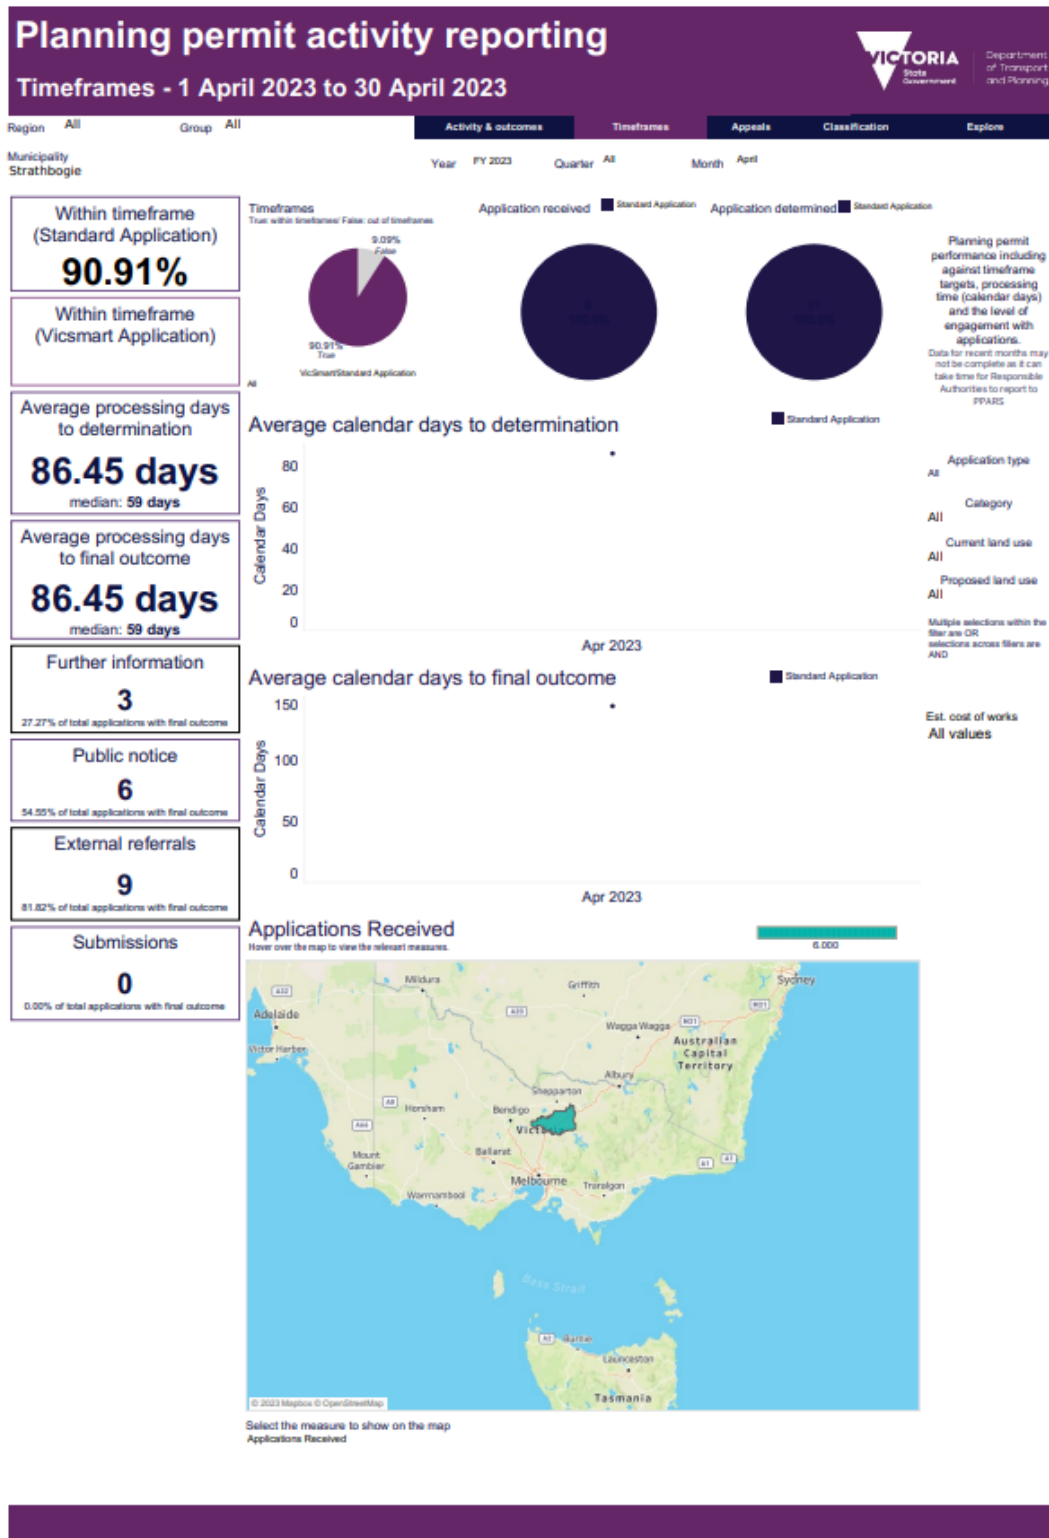 Planning permit activity reporting
Timeframes - 1 April 2023 to 30 April 2023
VICTORIA
State
Government
Department
of Transport
and Planning
Region All
Group All
Activity & outcomes
Timeframes
Appeals
Classification
Explore
Municipality
Strathbogie
Year FY 2023
Quarter All
Month April
Within timeframe
(Standard Application)
90.91%
Within timeframe
(Vicsmart Application)
Average processing days
to determination
86.45 days
median: 59 days
Average processing days
to final outcome
86.45 days
median: 59 days
Further information
3
27.27% of total applications with final outcome
Public notice
6
54.55% of total applications with final outcome
External referrals
9
81.82% of total applications with final outcome
Submissions
0
0.00% of total applications with final outcome
Timeframes
True: within timeframes/ False: out of timeframes
9.09%
False
90.91%
True
VicSmart/Standard Application
All
Application received
Standard Application
Application determined
Standard Application
Planning permit
performance including
against timeframe
targets, processing
time (calendar days)
and the level of
engagement with
applications.
Data for recent months may
not be complete as it can
take time for Responsible
Authorities to report to
PPARS
Average calendar days to determination
Standard Application
Calendar Days
80
60
40
20
0
Apr 2023
Application type
All
Category
All
Current land use
All
Proposed land use
All
Multiple selections within the
filter are OR
selections across filters are
AND
Average calendar days to final outcome
Standard Application
Calendar Days
150
100
50
0
Apr 2023
Est. cost of works
All values
Applications Received
Hover over the map to view the relevant measures.
6.000
Mildura
Griffith
Sydney
A32
A20
M31
M31
Adelaide
Wagga Wagga
Australian
Capital
Territory
Victor Harbor
Albury
Shepparton
A8
Horsham
Bendigo
Victoria
A66
Mount
Gambier
Ballarat
Melbourne
Traralgon
A1
A1
Warrnambool
Bass Strait
A2
Burnie
Launceston
Tasmania
© 2023 Mapbox © OpenStreetMap
Select the measure to show on the map
Applications Received